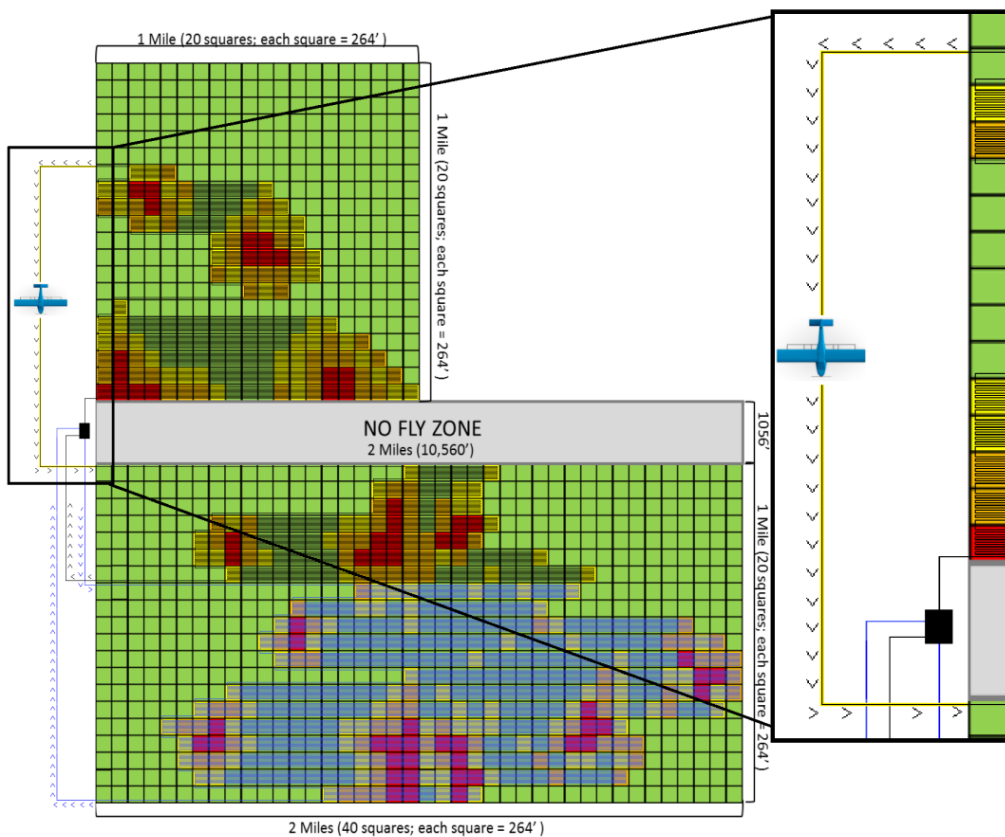 1 Mile (20 squares; each square = 264’ )
1 Mile (20 squares; each square = 264’ )
NO FLY ZONE
2 Miles (10,560’)
1056’
1 Mile (20 squares; each square = 264’ )
2 Miles (40 squares; each square = 264’ )